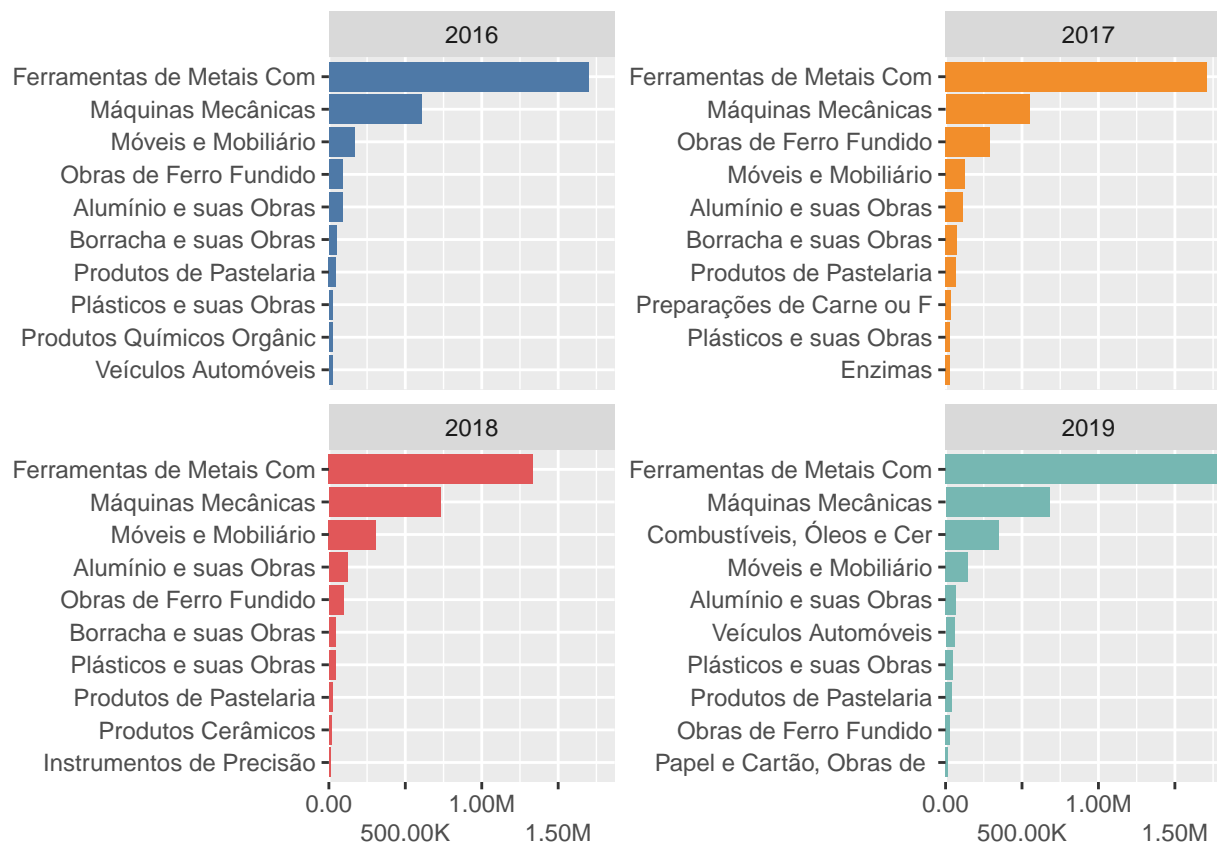 2016
Ferramentas de Metais Com
Máquinas Mecânicas
Móveis e Mobiliário
Obras de Ferro Fundido
Alumínio e suas Obras
Borracha e suas Obras
Produtos de Pastelaria
Plásticos e suas Obras
Produtos Químicos Orgânic
Veículos Automóveis
2017
Ferramentas de Metais Com
Máquinas Mecânicas
Obras de Ferro Fundido
Móveis e Mobiliário
Alumínio e suas Obras
Borracha e suas Obras
Produtos de Pastelaria
Preparações de Carne ou F
Plásticos e suas Obras
Enzimas
2018
Ferramentas de Metais Com
Máquinas Mecânicas
Móveis e Mobiliário
Alumínio e suas Obras
Obras de Ferro Fundido
Borracha e suas Obras
Plásticos e suas Obras
Produtos de Pastelaria
Produtos Cerâmicos
Instrumentos de Precisão
0.00 1.00M
500.00K 1.50M
2019
Ferramentas de Metais Com
Máquinas Mecânicas
Combustíveis, Óleos e Cer
Móveis e Mobiliário
Alumínio e suas Obras
Veículos Automóveis
Plásticos e suas Obras
Produtos de Pastelaria
Obras de Ferro Fundido
Papel e Cartão, Obras de
0.00 1.00M
500.00K 1.50M